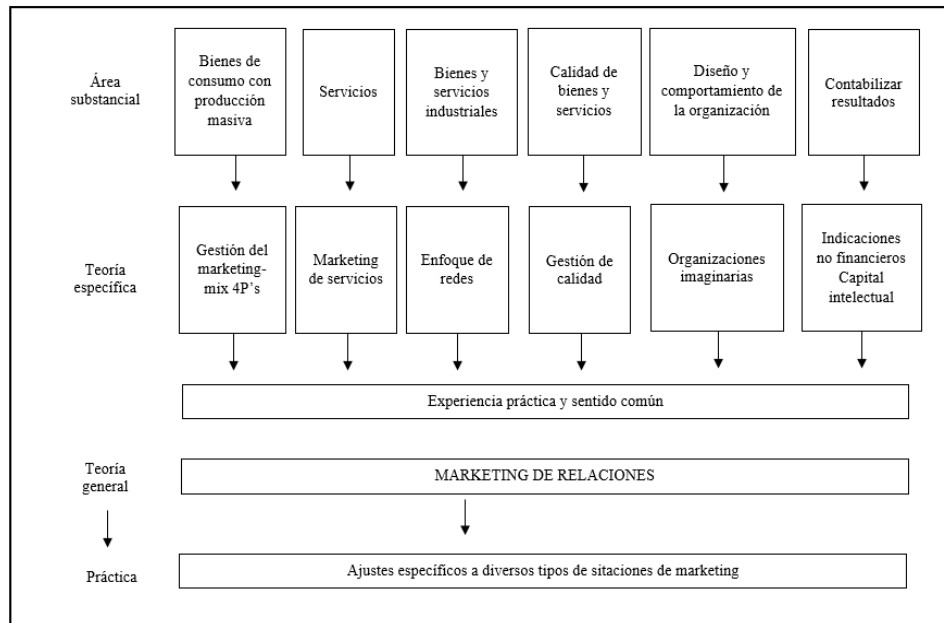 Área
substancial
Bienes de
consumo con
producción
masiva
Servicios
Bienes y
servicios
industriales
Calidad de
bienes y
servicios
Diseño y
comportamiento de
la organización
Contabilizar
resultados
Teoría
específica
Gestión del
marketing-
mix 4P's
Marketing
de servicios
Enfoque de
redes
Gestión de
calidad
Organizaciones
imaginarias
Indicaciones
no financieros
Capital
intelectual
Experiencia práctica y sentido común
Teoría
general
MARKETING DE RELACIONES
Práctica
Ajustes específicos a diversos tipos de sitaciones de marketing